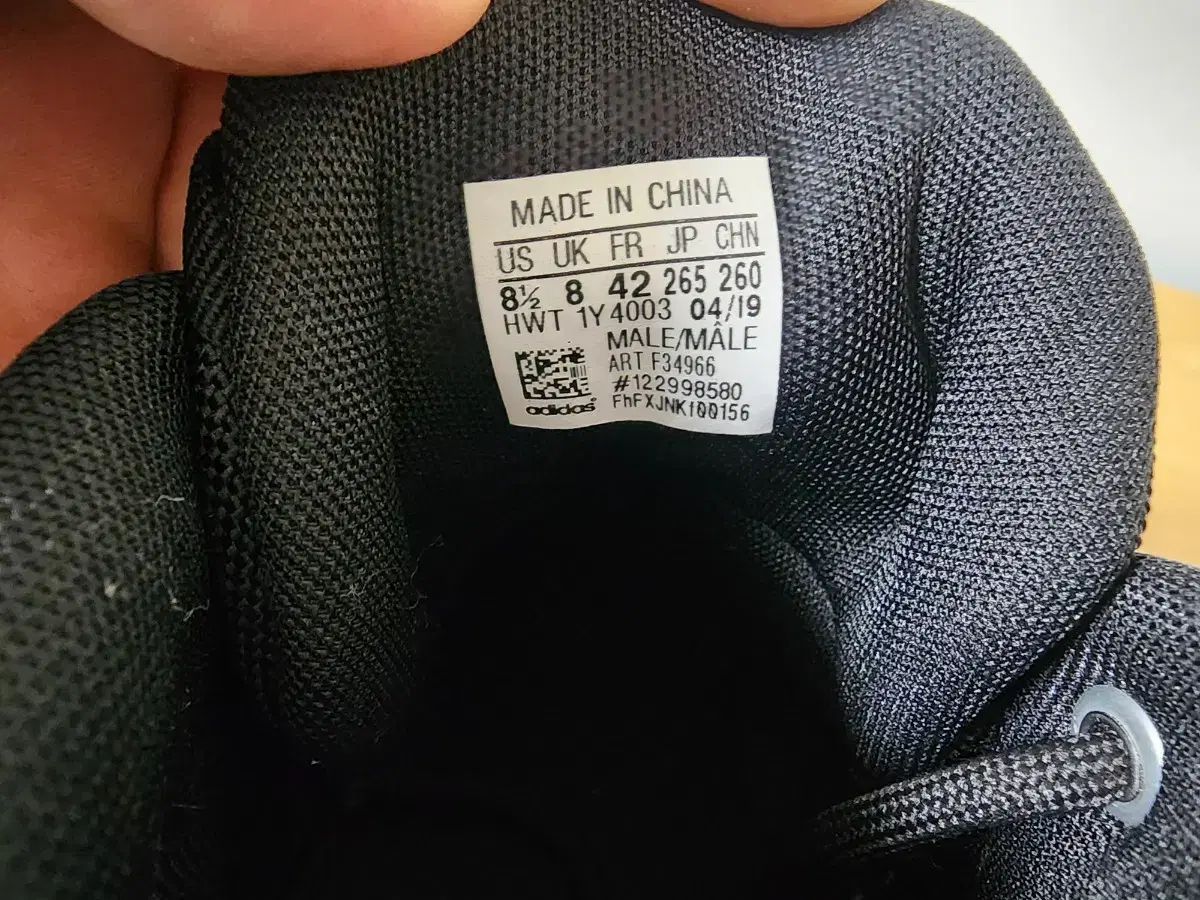 MADE IN CHINA
US UK FR JP CHN
8½ 8 42 265 260
HWT 1Y4003 04/19
MALE/MÂLE
ART F34966
#122998580
adidas® FhFXJNKf00156